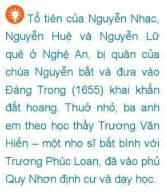 Tổ tiên của Nguyễn Nhạc,
Nguyễn Huệ và Nguyễn Lữ
quê ở Nghệ An, bị quân của
chúa Nguyễn bắt và đưa vào
Đàng Trong (1655) khai khẩn
đất hoang. Thuở nhỏ, ba anh
em theo học thầy Trương Văn
Hiến – một nho sĩ bất bình với
Trương Phúc Loan, đã vào phủ
Quy Nhơn định cư và dạy học.